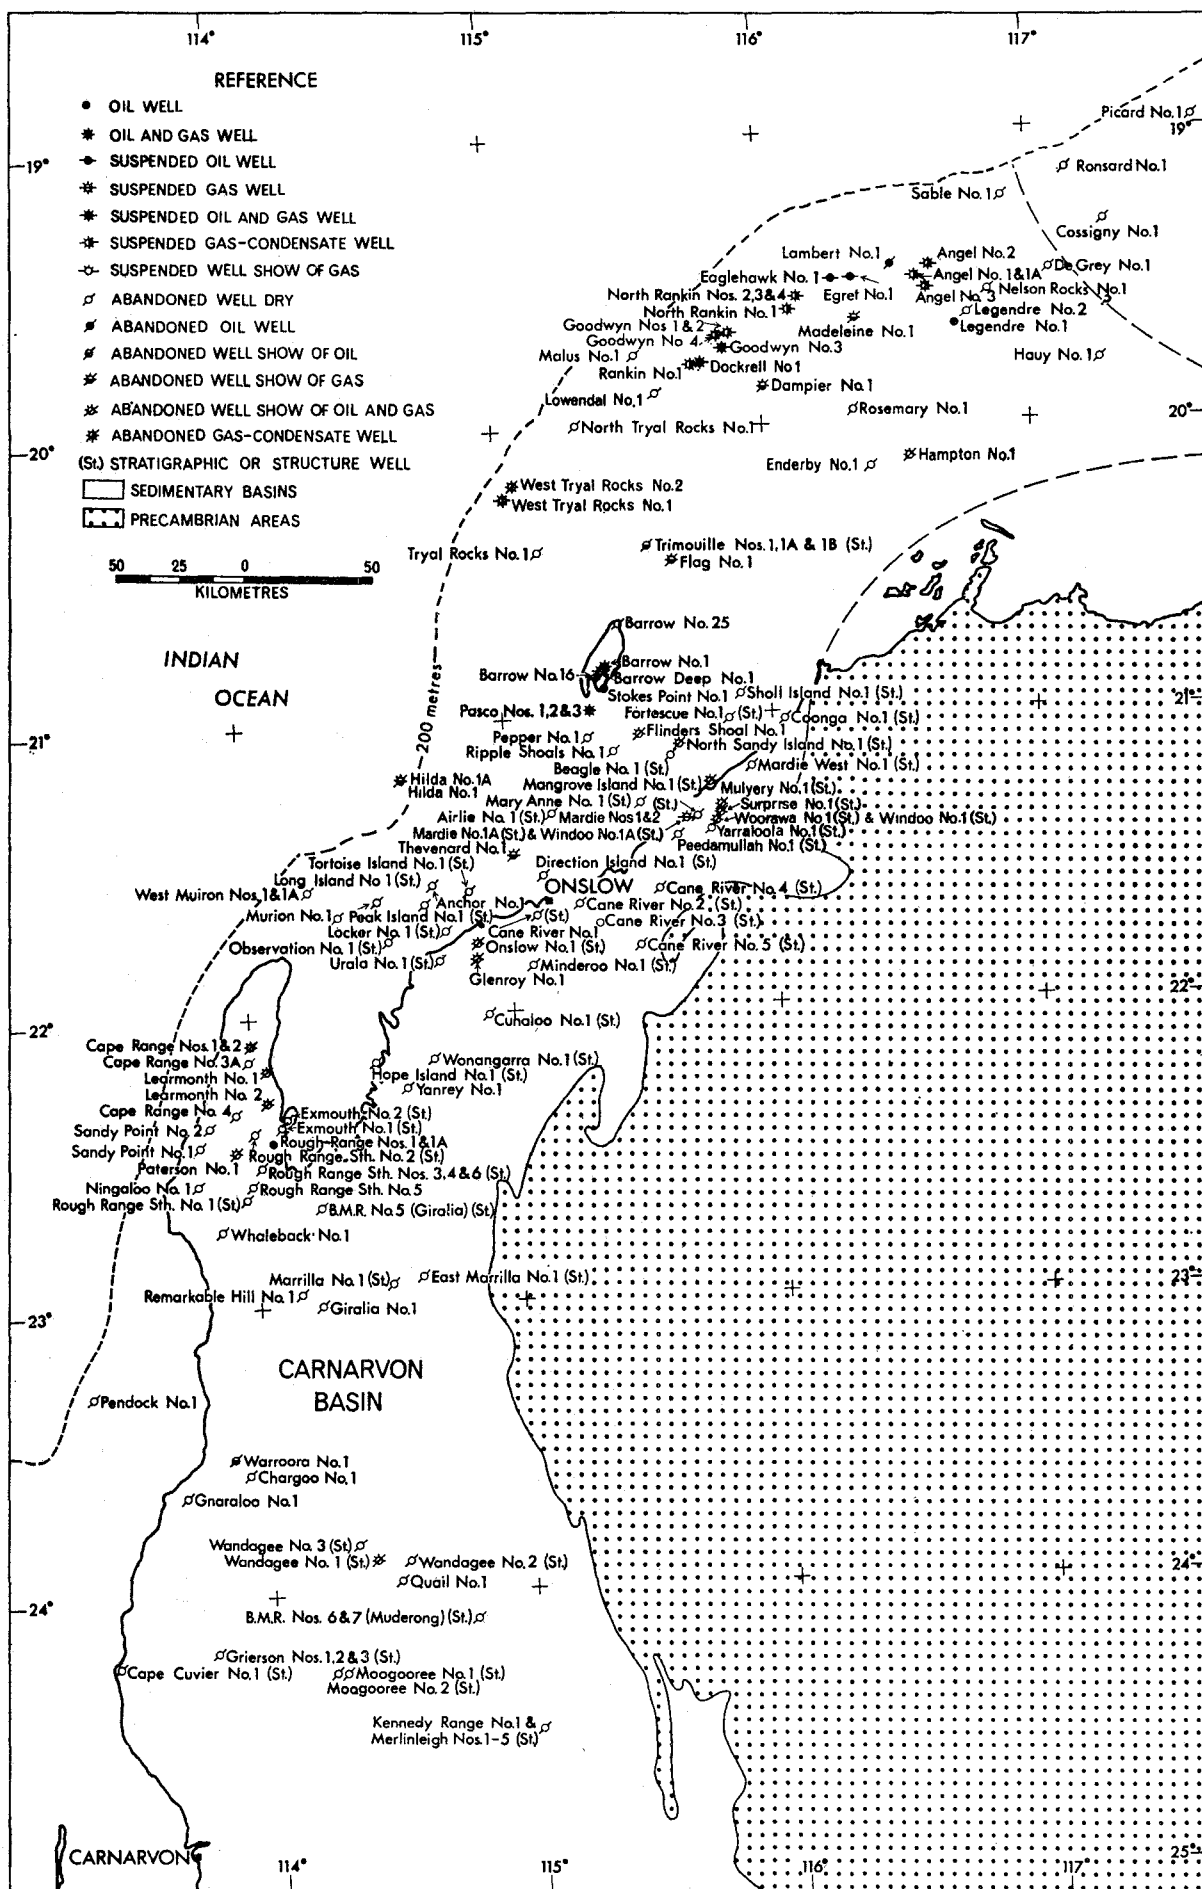 114°
115°
116°
117°
REFERENCE
OIL WELL
OIL AND GAS WELL
SUSPENDED OIL WELL
SUSPENDED GAS WELL
SUSPENDED OIL AND GAS WELL
SUSPENDED GAS-CONDENSATE WELL
SUSPENDED WELL SHOW OF GAS
ABANDONED WELL DRY
ABANDONED OIL WELL
ABANDONED WELL SHOW OF OIL
ABANDONED WELL SHOW OF GAS
ABANDONED WELL SHOW OF OIL AND GAS
ABANDONED GAS-CONDENSATE WELL
(St.) STRATIGRAPHIC OR STRUCTURE WELL
SEDIMENTARY BASINS
PRECAMBRIAN AREAS
50 25 0 50
KILOMETRES
Picard No.1
19°
19°
Ronsard No.1
Sable No.1
Cossigny No.1
Lambert No.1
Angel No.2
De Grey No.1
Eaglehawk No.1
Angel No.1&1A
Egret No.1
Nelson Rocks No.1
North Rankin Nos. 2,3&4
Angel No. 3
North Rankin No.1
Legendre No.2
Goodwyn Nos 1&2
Madeleine No.1
Legendre No.1
Goodwyn No 4
Goodwyn No.3
Malus No.1
Hauy No.1
Rankin No.1
Dockrell No1
Dampier No.1
Lowendal No.1
Rosemary No.1
20°
North Tryal Rocks No.1
20°
Enderby No.1
Hampton No.1
West Tryal Rocks No.2
West Tryal Rocks No.1
Tryal Rocks No.1
Trimouille Nos.1,1A & 1B (St.)
Flag No.1
Barrow No.25
INDIAN
OCEAN
200 metres
Barrow No.1
Barrow No.16
Barrow Deep No.1
Stokes Point No.1
Sholl Island No.1 (St.)
21°
Pasco Nos. 1,2&3
Fortescue No.1 (St.)
Coonga No.1 (St.)
Flinders Shoal No.1
21°
Pepper No.1
North Sandy Island No.1 (St.)
Ripple Shoals No.1
Beagle No.1 (St.)
Mardie West No.1 (St.)
Hilda No.1A
Hilda No.1
Mangrove Island No.1 (St.)
Mulyery No.1 (St.)
Mary Anne No. 1 (St.)
(St.)
Surprise No.1 (St.)
Airlie No. 1 (St.)
Mardie Nos 1&2
Woorawa No.1 (St.) & Windoo No.1 (St.)
Mardie No.1A (St.) & Windoo No.1A (St.)
Yarraloola No.1 (St.)
Peedamullah No.1 (St.)
Thevenard No.1
Tortoise Island No.1 (St.)
Direction Island No.1 (St.)
Long Island No 1 (St.)
ONSLOW
Cane River No.4 (St.)
West Muiron Nos.1&1A
Anchor No.1
Cane River No.2 (St.)
Murion No.1
Peak Island No.1 (St.)
(St.)
Cane River No.3 (St.)
Locker No.1 (St.)
Cane River No.1
Observation No.1 (St.)
Onslow No.1 (St.)
Cane River No.5 (St.)
Urala No.1 (St.)
Minderoo No.1 (St.)
Glenroy No.1
22°
Cunaloo No.1 (St.)
22°
Cape Range Nos.1&2
Wonangarra No.1 (St.)
Cape Range No.3A
Hope Island No.1 (St.)
Learmonth No. 1
Yanrey No.1
Learmonth No. 2
Cape Range No. 4
Exmouth No.2 (St.)
Sandy Point No.2
Exmouth No.1 (St.)
Rough Range Nos.1&1A
Sandy Point No.1
Rough Range Sth. No.2 (St.)
Paterson No.1
Rough Range Sth. Nos. 3,4&6 (St.)
Ningaloo No.1
Rough Range Sth. No.5
Rough Range Sth. No.1 (St.)
B.M.R. No.5 (Giralia) (St.)
Whaleback No.1
Marrilla No.1 (St.)
East Marrilla No.1 (St.)
23°
Remarkable Hill No.1
Giralia No.1
23°
CARNARVON
BASIN
Pendock No.1
Warroora No.1
Chargoo No.1
Gnaraloo No.1
Wandagee No. 3 (St.)
Wandagee No. 1 (St.)
Wandagee No.2 (St.)
24°
Quail No.1
24°
B.M.R. Nos. 6&7 (Muderong) (St.)
Grierson Nos. 1,2&3 (St.)
Cape Cuvier No.1 (St.)
Moogooree No.1 (St.)
Moogooree No.2 (St.)
Kennedy Range No.1 &
Merlinleigh Nos.1-5 (St.)
CARNARVON
114°
115°
116°
117°
25°